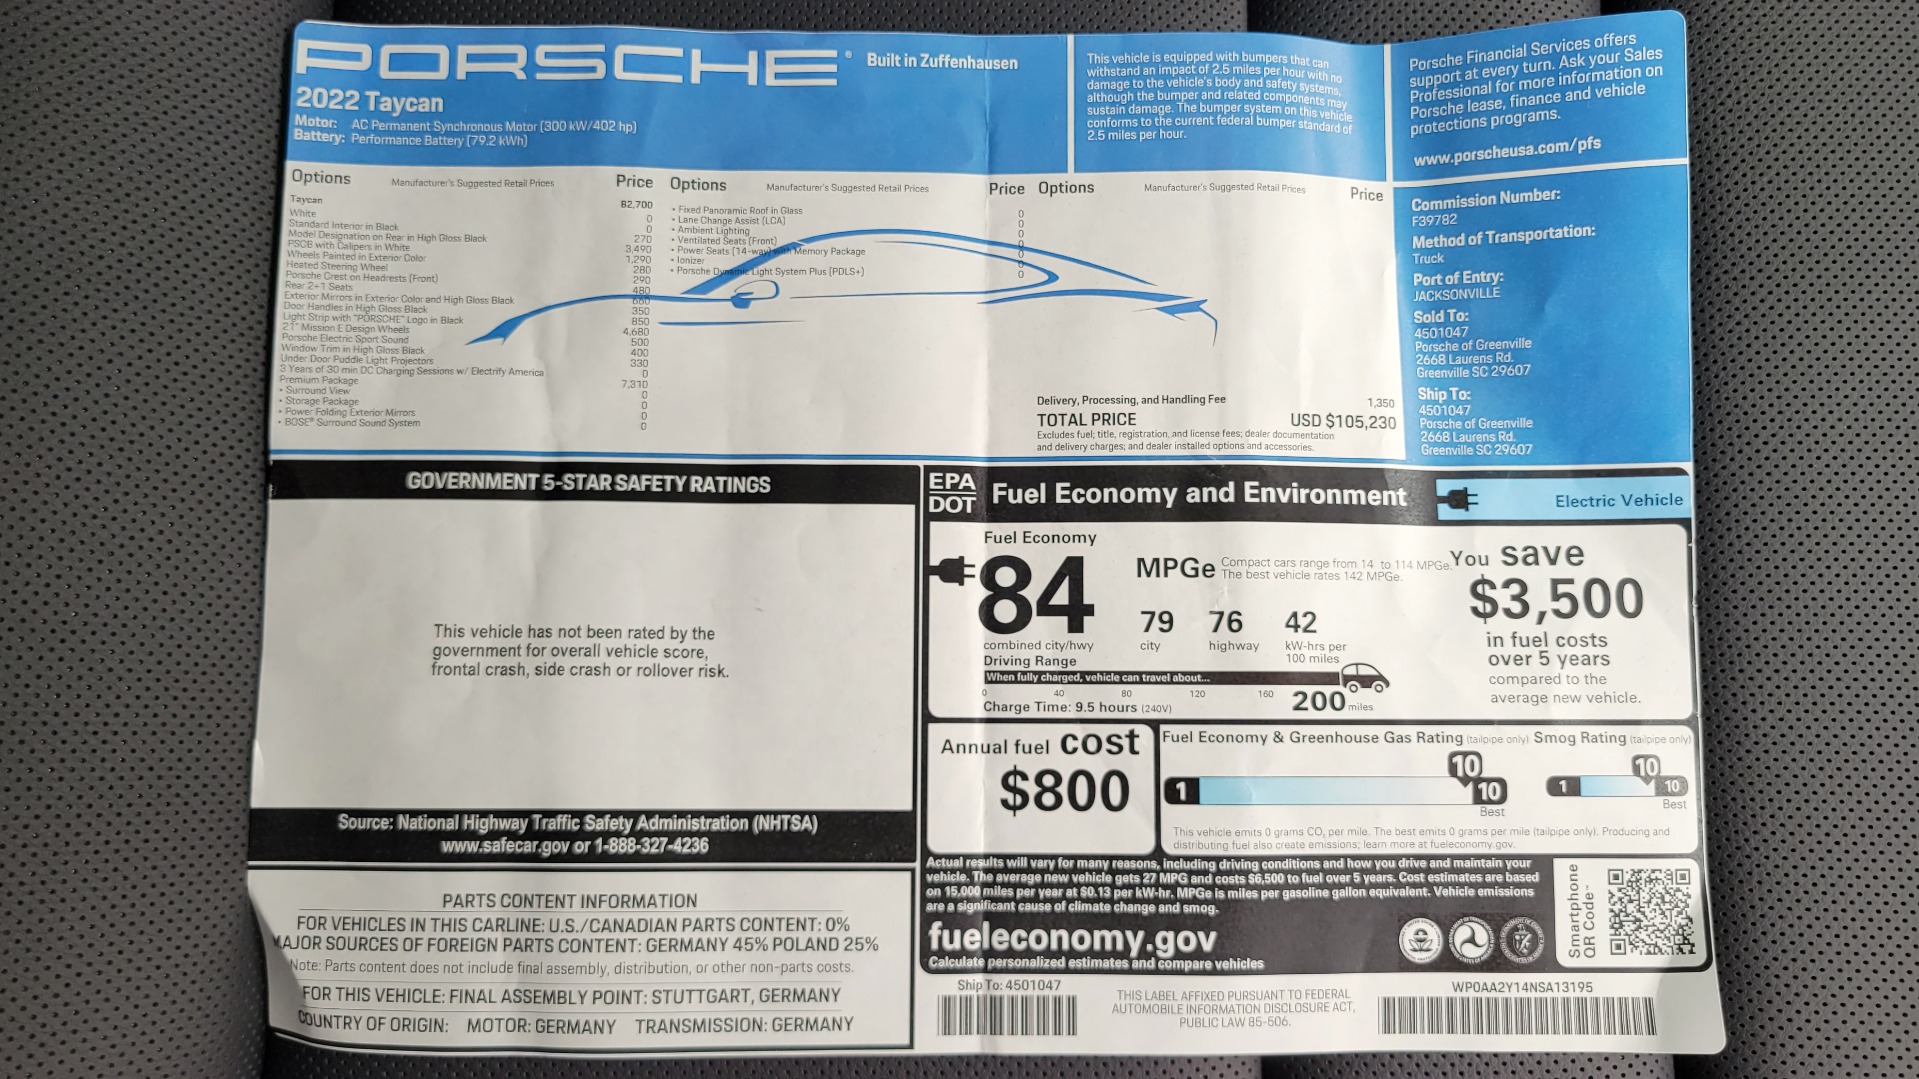 PORSCHE® Built in Zuffenhausen
2022 Taycan
Motor: AC Permanent Synchronous Motor (300 kW/402 hp)
Battery: Performance Battery (79.2 kWh)
This vehicle is equipped with bumpers that can
withstand an impact of 2.5 miles per hour with no
damage to the vehicle's body and safety systems,
although the bumper and related components may
sustain damage. The bumper system on this vehicle
conforms to the current federal bumper standard of
2.5 miles per hour.
Porsche Financial Services offers
support at every turn. Ask your Sales
Professional for more information on
Porsche lease, finance and vehicle
protections programs.
www.porscheusa.com/pfs
Options Manufacturer's Suggested Retail Prices Price
Taycan 82,700
White 0
Standard Interior in Black 0
Model Designation on Rear in High Gloss Black 270
PSCB with Calipers in White 3,490
Wheels Painted in Exterior Color 1,290
Heated Steering Wheel 280
Porsche Crest on Headrests (Front) 290
Rear 2+1 Seats 480
Exterior Mirrors in Exterior Color and High Gloss Black 660
Door Handles in High Gloss Black 350
Light Strip with "PORSCHE" Logo in Black 850
21" Mission E Design Wheels 4,680
Porsche Electric Sport Sound 500
Window Trim in High Gloss Black 400
Under Door Puddle Light Projectors 330
3 Years of 30 min DC Charging Sessions w/ Electrify America 0
Premium Package 7,310
• Surround View 0
• Storage Package 0
• Power Folding Exterior Mirrors 0
• BOSE® Surround Sound System 0
Options Manufacturer's Suggested Retail Prices Price
• Fixed Panoramic Roof in Glass 0
• Lane Change Assist (LCA) 0
• Ambient Lighting 0
• Ventilated Seats (Front) 0
• Power Seats (14-way) with Memory Package 0
• Ionizer 0
• Porsche Dynamic Light System Plus (PDLS+) 0
Options Manufacturer's Suggested Retail Prices Price
Delivery, Processing, and Handling Fee 1,350
TOTAL PRICE USD $105,230
Excludes fuel; title, registration, and license fees; dealer documentation
and delivery charges; and dealer installed options and accessories.
Commission Number:
F39782
Method of Transportation:
Truck
Port of Entry:
JACKSONVILLE
Sold To:
4501047
Porsche of Greenville
2668 Laurens Rd.
Greenville SC 29607
Ship To:
4501047
Porsche of Greenville
2668 Laurens Rd.
Greenville SC 29607
GOVERNMENT 5-STAR SAFETY RATINGS
This vehicle has not been rated by the
government for overall vehicle score,
frontal crash, side crash or rollover risk.
Source: National Highway Traffic Safety Administration (NHTSA)
www.safecar.gov or 1-888-327-4236
PARTS CONTENT INFORMATION
FOR VEHICLES IN THIS CARLINE: U.S./CANADIAN PARTS CONTENT: 0%
MAJOR SOURCES OF FOREIGN PARTS CONTENT: GERMANY 45% POLAND 25%
Note: Parts content does not include final assembly, distribution, or other non-parts costs.
FOR THIS VEHICLE: FINAL ASSEMBLY POINT: STUTTGART, GERMANY
COUNTRY OF ORIGIN: MOTOR: GERMANY TRANSMISSION: GERMANY
EPA
DOT
Fuel Economy and Environment
Electric Vehicle
Fuel Economy
84
MPGe
Compact cars range from 14 to 114 MPGe.
The best vehicle rates 142 MPGe.
79 76 42
combined city/hwy city highway kW-hrs per
100 miles
Driving Range
When fully charged, vehicle can travel about...
0 40 80 120 160 200 miles
Charge Time: 9.5 hours (240V)
You save
$3,500
in fuel costs
over 5 years
compared to the
average new vehicle.
Annual fuel cost
$800
Fuel Economy & Greenhouse Gas Rating (tailpipe only) Smog Rating (tailpipe only)
10 10
1 10 1 10
Best Best
This vehicle emits 0 grams CO₂ per mile. The best emits 0 grams per mile (tailpipe only). Producing and
distributing fuel also create emissions; learn more at fueleconomy.gov.
Actual results will vary for many reasons, including driving conditions and how you drive and maintain your
vehicle. The average new vehicle gets 27 MPG and costs $6,500 to fuel over 5 years. Cost estimates are based
on 15,000 miles per year at $0.13 per kW-hr. MPGe is miles per gasoline gallon equivalent. Vehicle emissions
are a significant cause of climate change and smog.
fueleconomy.gov
Calculate personalized estimates and compare vehicles
Smartphone
QR Code™
Ship To: 4501047
THIS LABEL AFFIXED PURSUANT TO FEDERAL
AUTOMOBILE INFORMATION DISCLOSURE ACT,
PUBLIC LAW 85-506.
WP0AA2Y14NSA13195